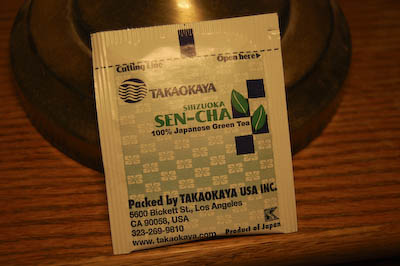 Cutting Line Open here▶
TAKAOKAYA
SHIZUOKA
SEN-CHA
100% Japanese Green Tea
Packed by TAKAOKAYA USA INC.
5600 Bickett St., Los Angeles
CA 90058, USA
323-269-9810
www.takaokaya.com Product of Japan
K